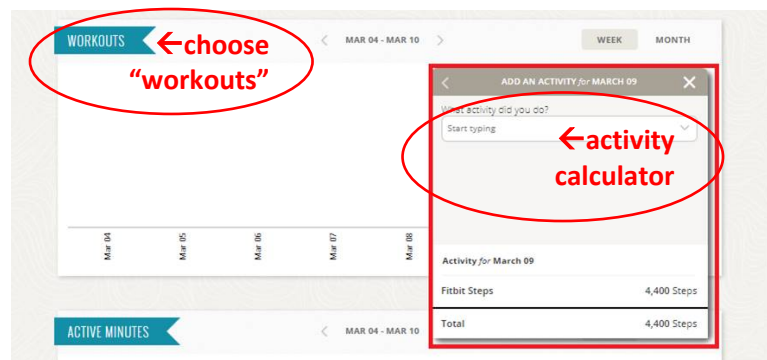 WORKOUTS
←choose
“workouts”
< MAR 04 - MAR 10 >
WEEK MONTH
< ADD AN ACTIVITY for MARCH 09 X
What activity did you do?
Start typing
←activity
calculator
Mar 04 Mar 05 Mar 06 Mar 07 Mar 08
Activity for March 09
Fitbit Steps 4,400 Steps
Total 4,400 Steps
ACTIVE MINUTES
< MAR 04 - MAR 10